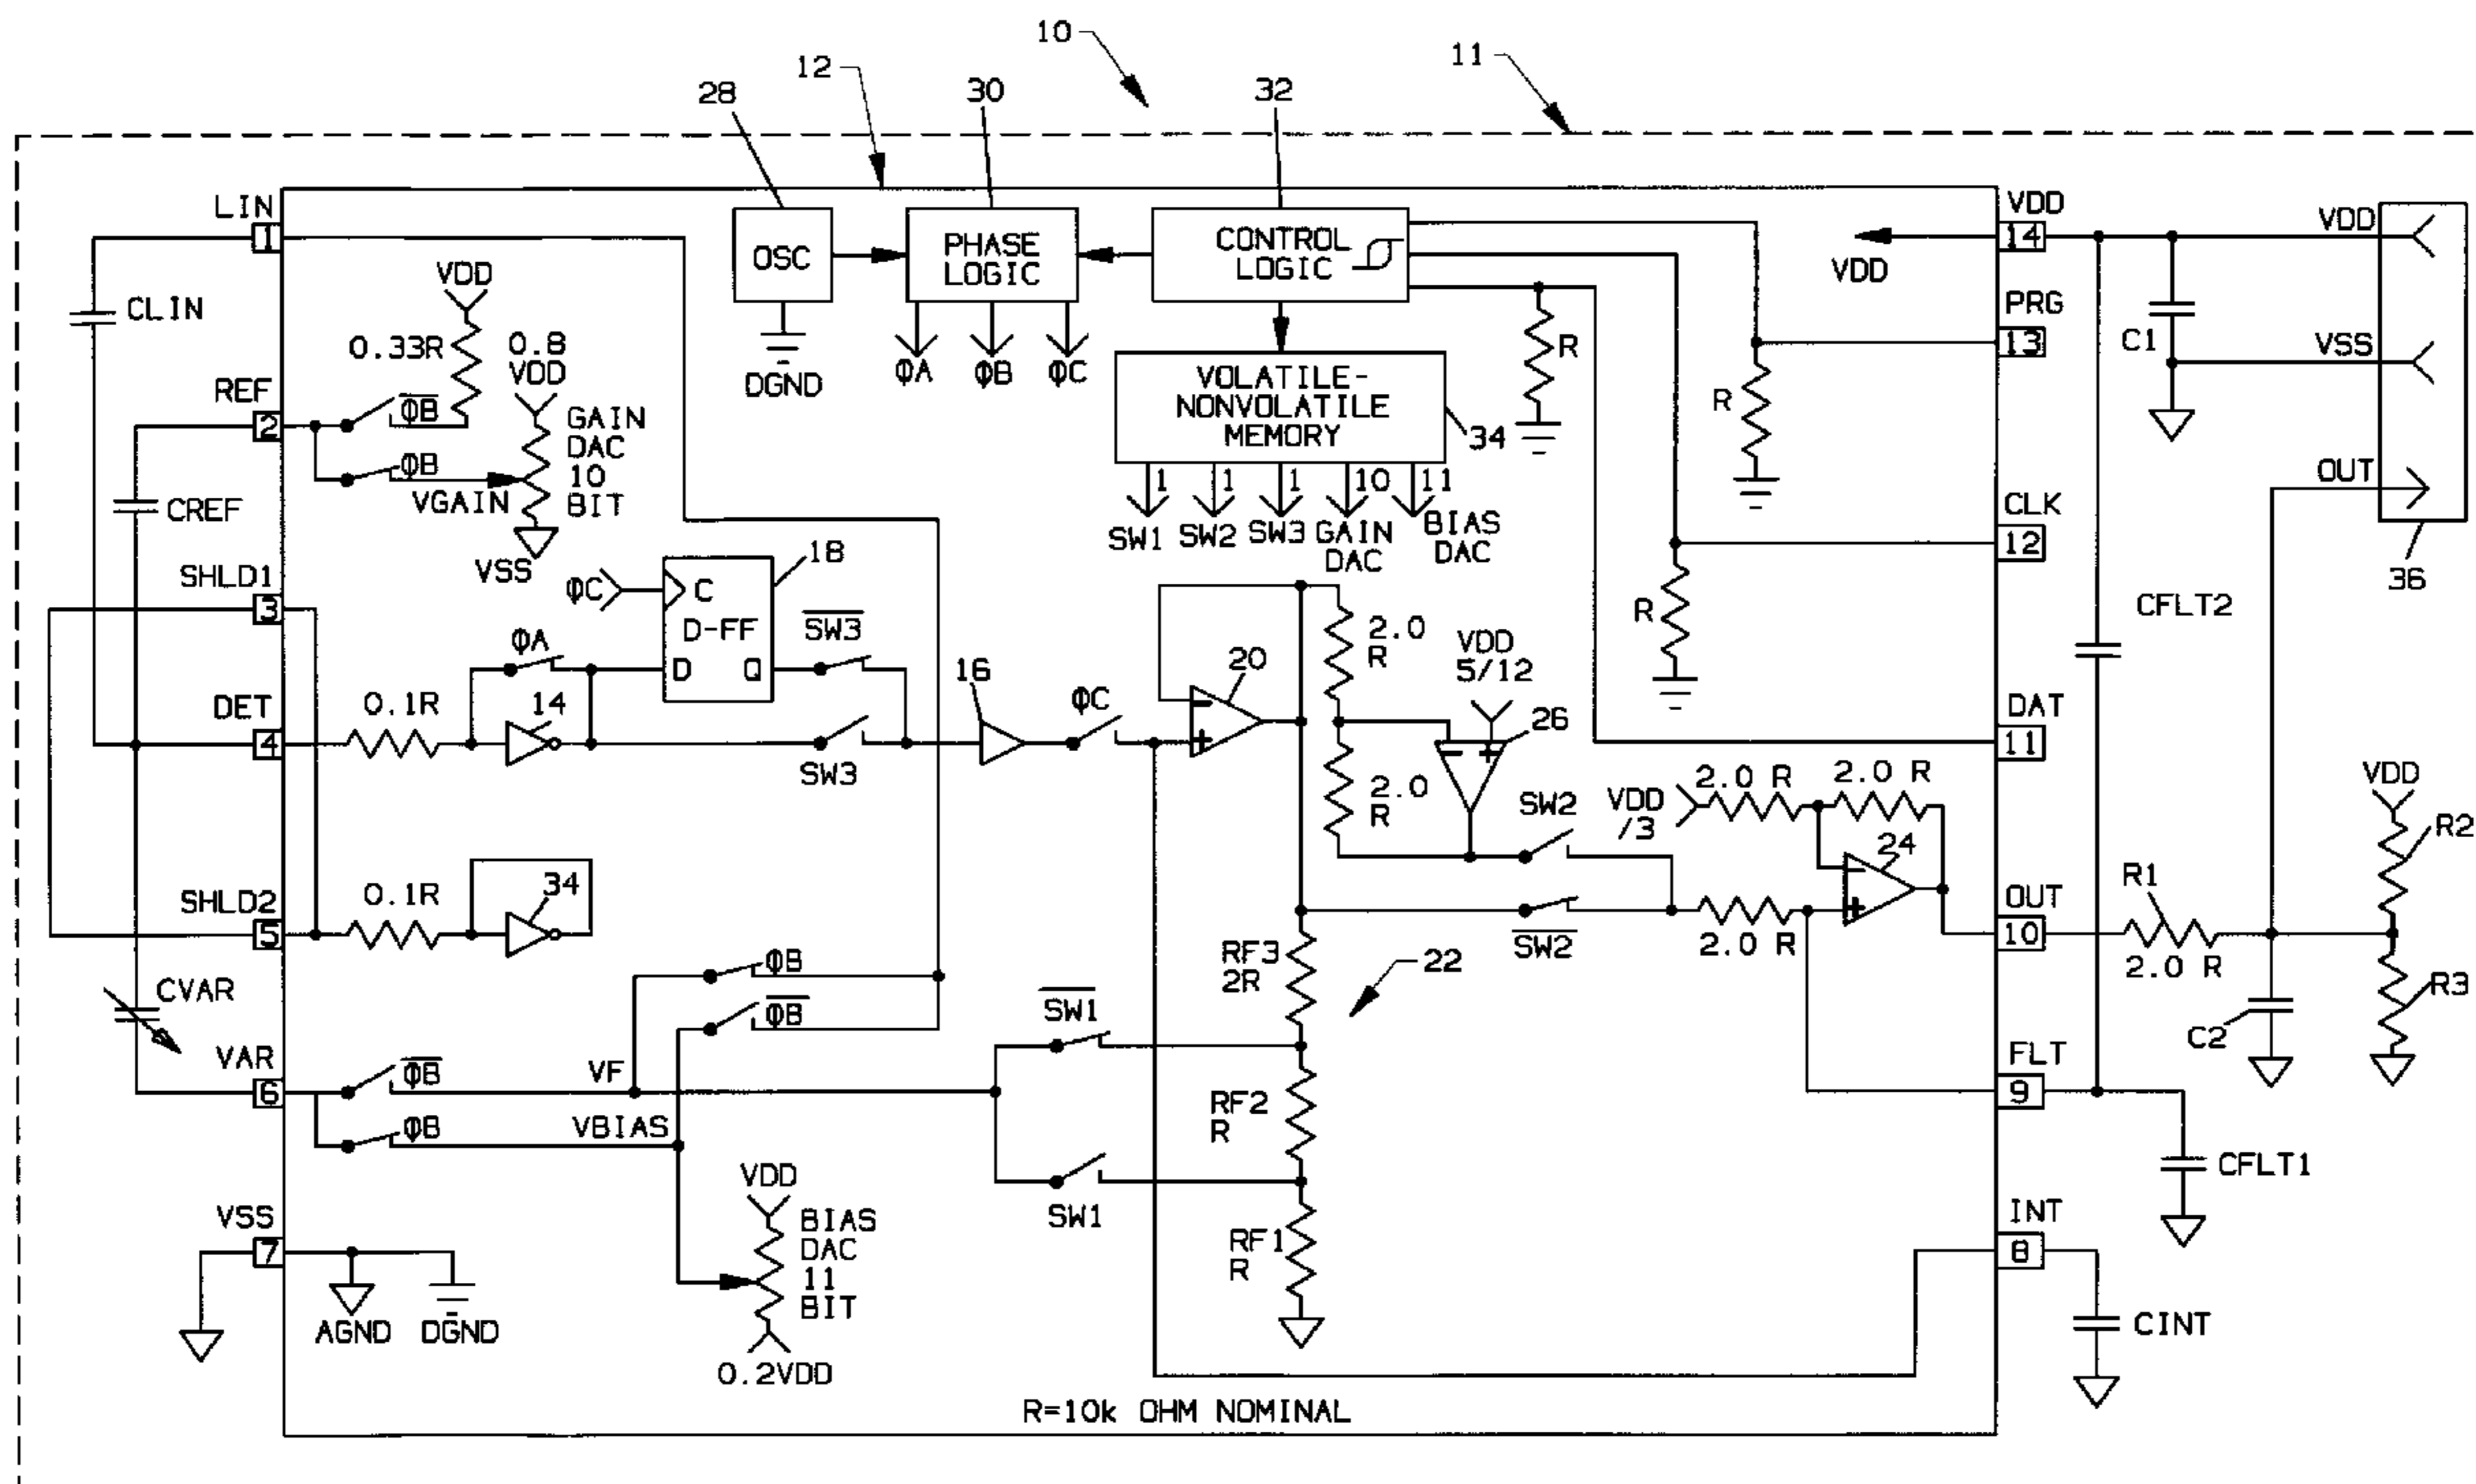 10
11
12
28
30
32
LIN
1
OSC
PHASE
LOGIC
CONTROL
LOGIC
VDD
14
VDD
VDD
CLIN
VDD
0.33R
0.8
VDD
DGND
ΦA
ΦB
ΦC
R
PRG
13
C1
VSS
REF
2
Φ̅B̅
GAIN
DAC
10
BIT
ΦB
VGAIN
VSS
CREF
VOLATILE-
NONVOLATILE
MEMORY
34
R
1
1
1
10
11
SW1
SW2
SW3
GAIN
DAC
BIAS
DAC
OUT
CLK
12
36
SHLD1
3
ΦC
C
D-FF
D
Q
18
S̅W̅3̅
ΦA
R
CFLT2
DET
4
0.1R
14
SW3
16
ΦC
20
-
+
2.0
R
2.0
R
VDD
5/12
-
+
26
DAT
11
SW2
VDD
/3
2.0 R
2.0 R
24
-
+
VDD
R2
R3
SHLD2
5
0.1R
34
S̅W̅2̅
2.0 R
OUT
10
R1
2.0 R
C2
CVAR
ΦB
Φ̅B̅
RF3
2R
22
S̅W̅1̅
VAR
6
Φ̅B̅
VF
ΦB
VBIAS
RF2
R
FLT
9
CFLT1
SW1
VDD
BIAS
DAC
11
BIT
0.2VDD
RF1
R
VSS
7
AGND
DGND
INT
8
CINT
R=10k OHM NOMINAL